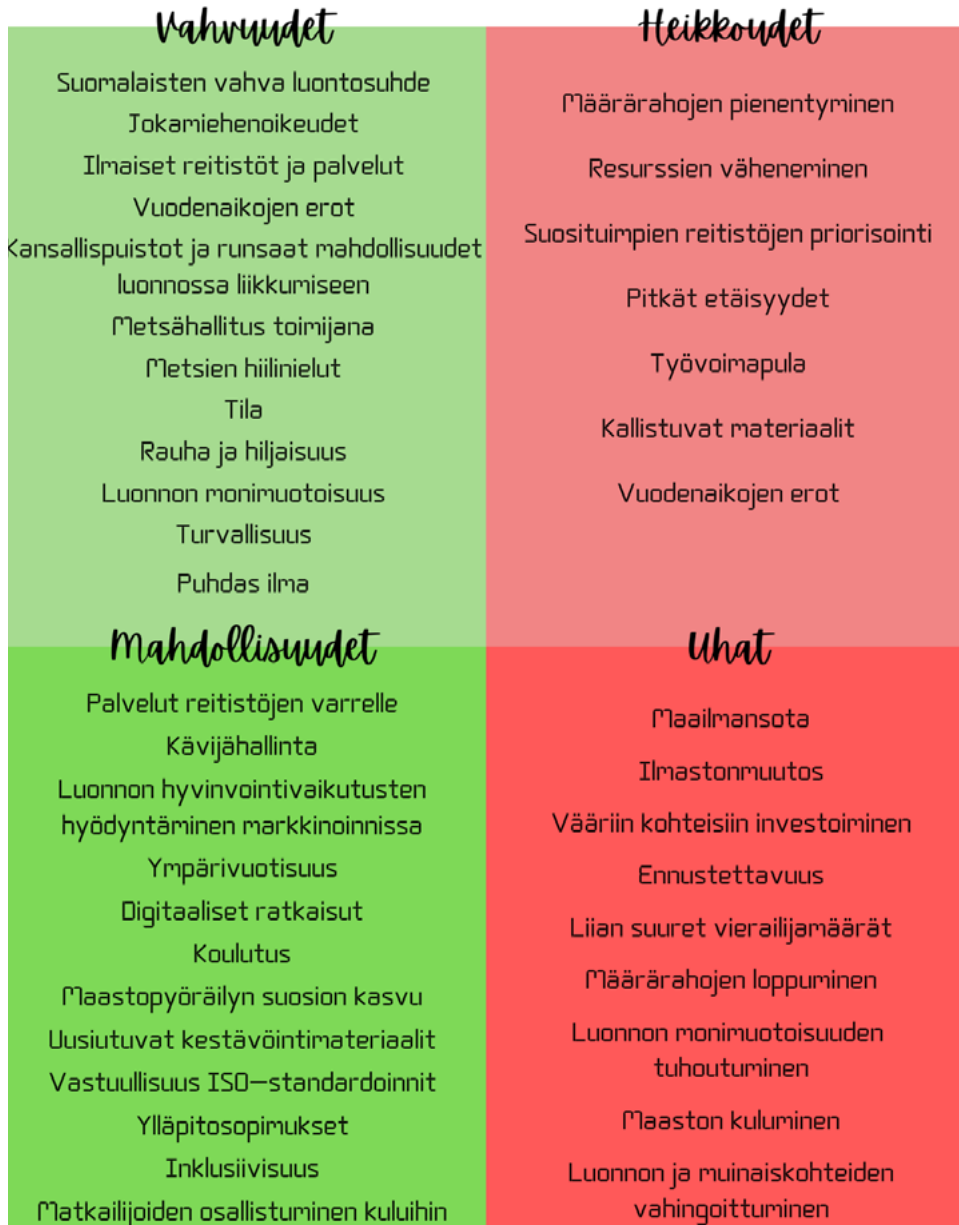 Vahvuudet
Suomalaisten vahva luontosuhde
Jokamiehenoikeudet
Ilmaiset reitistöt ja palvelut
Vuodenaikojen erot
Kansallispuistot ja runsaat mahdollisuudet
luonnossa liikkumiseen
Metsähallitus toimijana
Metsien hiilinielut
Tila
Rauha ja hiljaisuus
Luonnon monimuotoisuus
Turvallisuus
Puhdas ilma
Heikkoudet
Määrärahojen pienentyminen
Resurssien väheneminen
Suosituimpien reitistöjen priorisointi
Pitkät etäisyydet
Työvoimapula
Kallistuvat materiaalit
Vuodenaikojen erot
Mahdollisuudet
Palvelut reitistöjen varrelle
Kävijähallinta
Luonnon hyvinvointivaikutusten
hyödyntäminen markkinoinnissa
Ympärivuotisuus
Digitaaliset ratkaisut
Koulutus
Maastopyöräilyn suosion kasvu
Uusiutuvat kestävöintimateriaalit
Vastuullisuus ISO-standardoinnit
Ylläpitosopimukset
Inklusiivisuus
Matkailijoiden osallistuminen kuluihin
Uhat
Maailmansota
Ilmastonmuutos
Vääriin kohteisiin investoiminen
Ennustettavuus
Liian suuret vierailijamäärät
Määrärahojen loppuminen
Luonnon monimuotoisuuden
tuhoutuminen
Maaston kuluminen
Luonnon ja muinaiskohteiden
vahingoittuminen